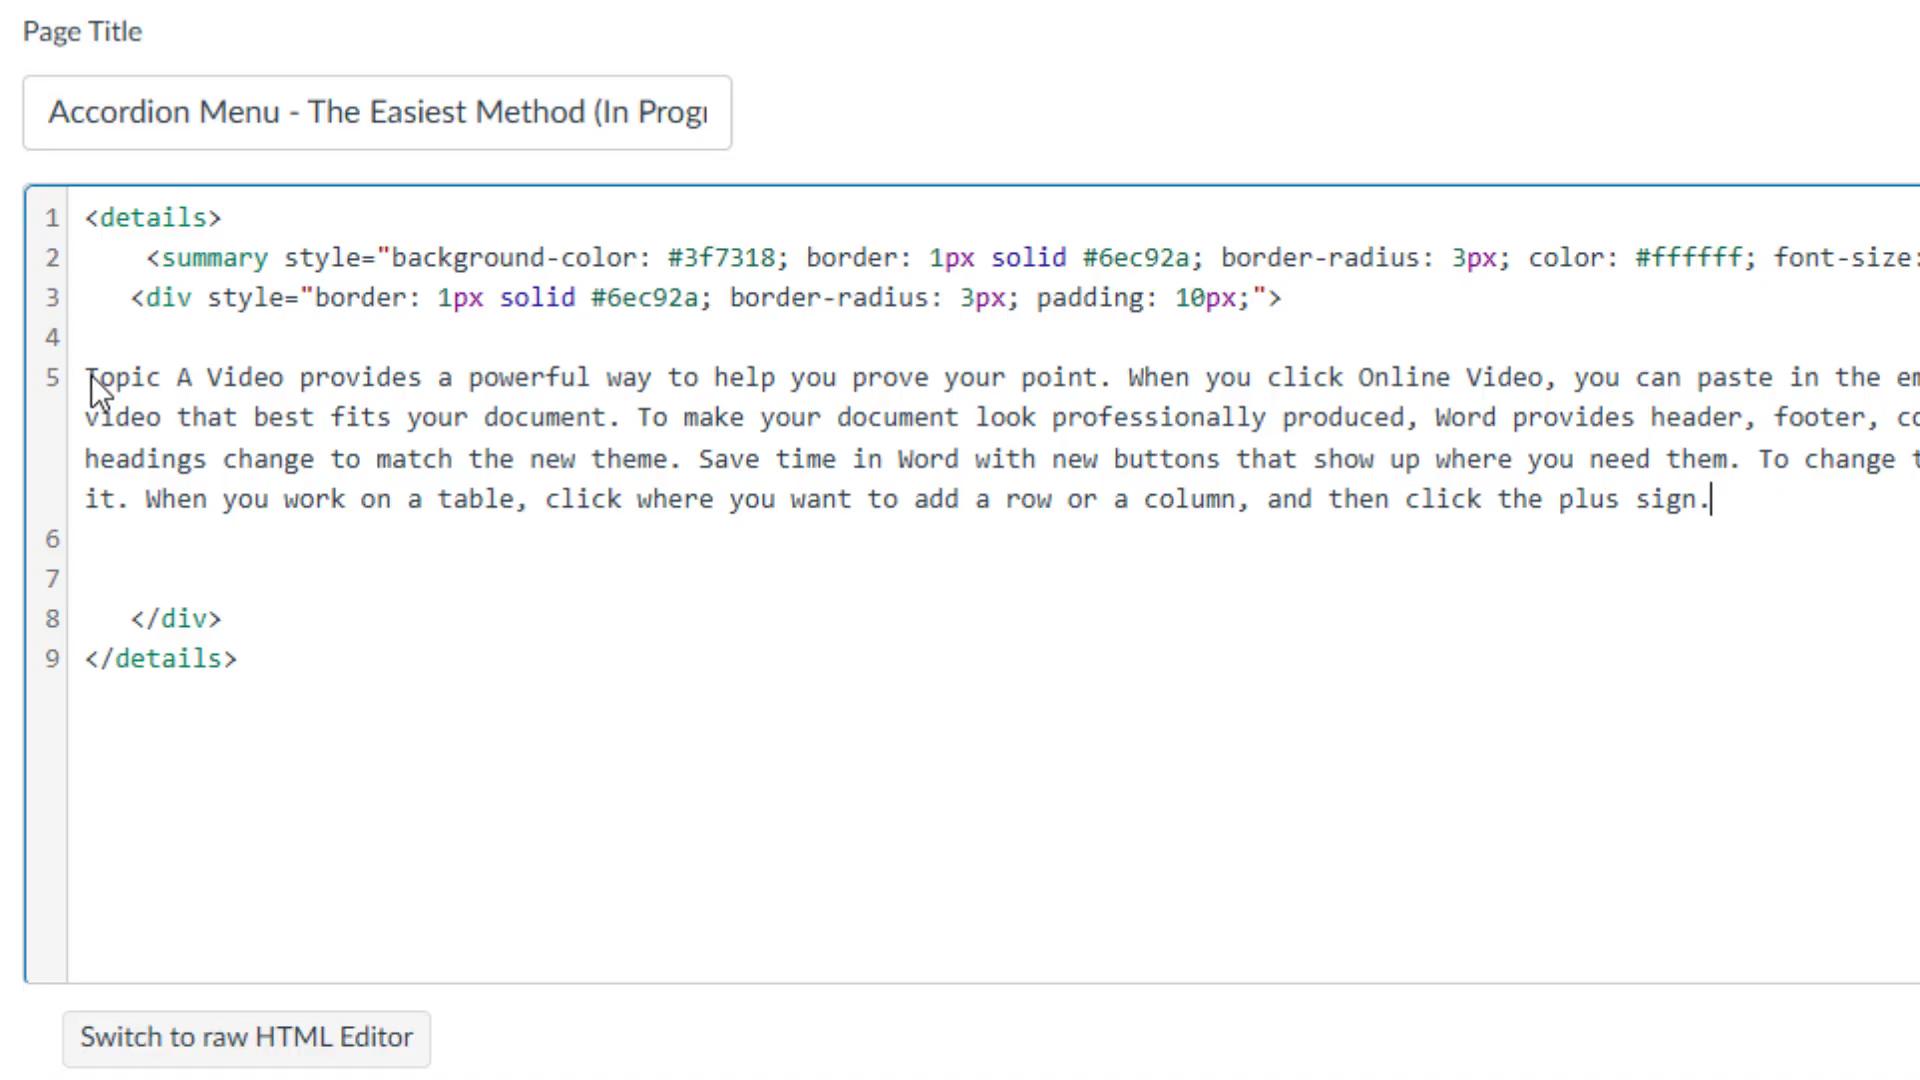 Page Title
Accordion Menu - The Easiest Method (In Progr
1 <details>
2 <summary style="background-color: #3f7318; border: 1px solid #6ec92a; border-radius: 3px; color: #ffffff; font-size:
3 <div style="border: 1px solid #6ec92a; border-radius: 3px; padding: 10px;">
4
5 Topic A Video provides a powerful way to help you prove your point. When you click Online Video, you can paste in the em
video that best fits your document. To make your document look professionally produced, Word provides header, footer, co
headings change to match the new theme. Save time in Word with new buttons that show up where you need them. To change t
it. When you work on a table, click where you want to add a row or a column, and then click the plus sign.
6
7
8 </div>
9 </details>
Switch to raw HTML Editor